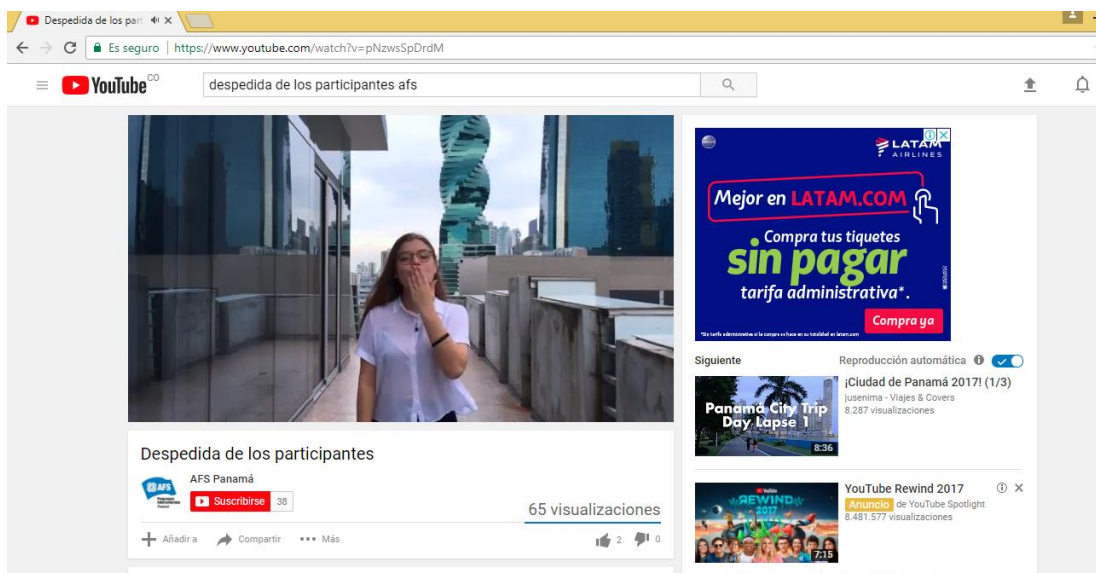 Despedida de los par
Es seguro | https://www.youtube.com/watch?v=pNzwsSpDrdM
YouTube CO
despedida de los participantes afs
LATAM
AIRLINES
Mejor en LATAM.COM
Compra tus tiquetes
sin pagar
tarifa administrativa*.
Compra ya
Siguiente
Reproducción automática
¡Ciudad de Panamá 2017! (1/3)
jusenima - Viajes & Covers
8.287 visualizaciones
Panamá City Trip
Day Lapse 1
8:36
Despedida de los participantes
AFS
AFS Panamá
Suscribirse 38
65 visualizaciones
Añadir a Compartir Más
2 0
YouTube Rewind 2017
Anuncio de YouTube Spotlight
8.481.577 visualizaciones
YouTube
REWIND
2017
7:15